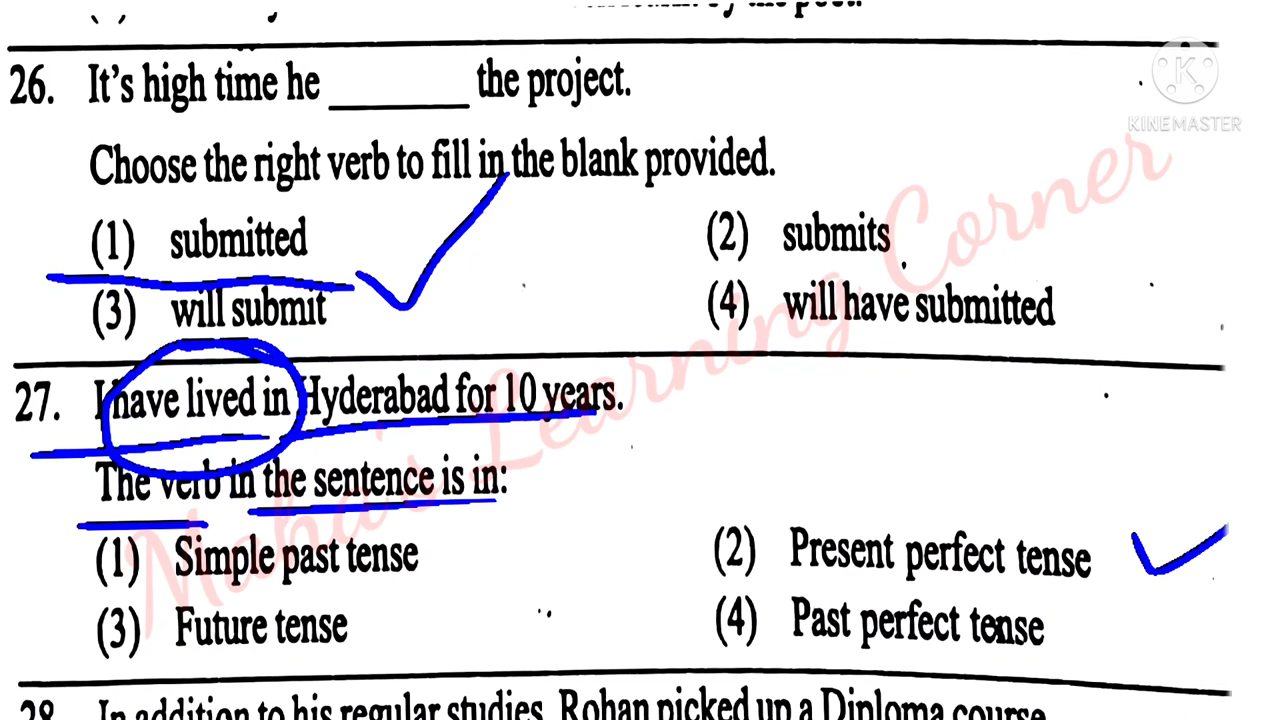 26. It's high time he ________ the project.
KINEMASTER
Choose the right verb to fill in the blank provided.
(1) submitted (2) submits
(3) will submit (4) will have submitted
27. I have lived in Hyderabad for 10 years.
The verb in the sentence is in:
(1) Simple past tense (2) Present perfect tense
(3) Future tense (4) Past perfect tense
28. In addition to his regular studies, Rohan picked up a Diploma course
Maha's Learning Corner